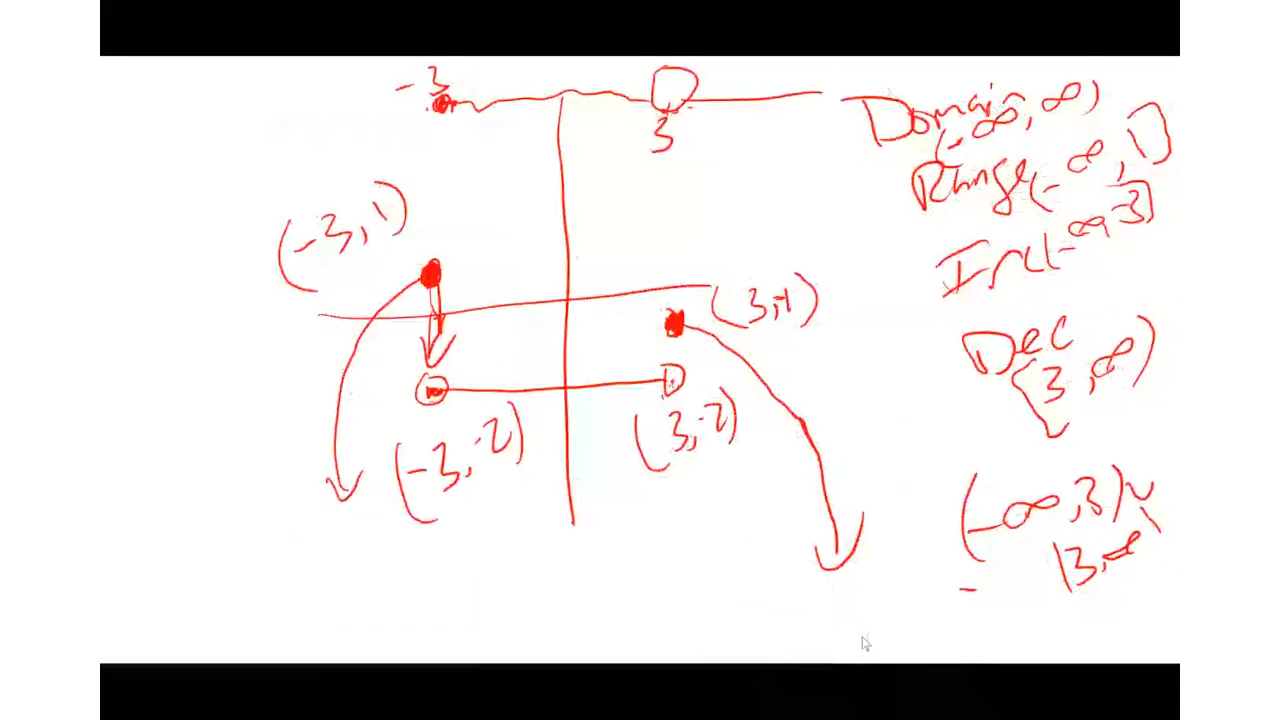 -3
3
Domain
(-∞, ∞)
Range (-∞, 1]
(-3, 1)
Inc (-∞, -3)
(3, -1)
Dec
(3, ∞)
(3, -2)
(-3, -2)
(-∞, 3) ∪
(3, ∞)